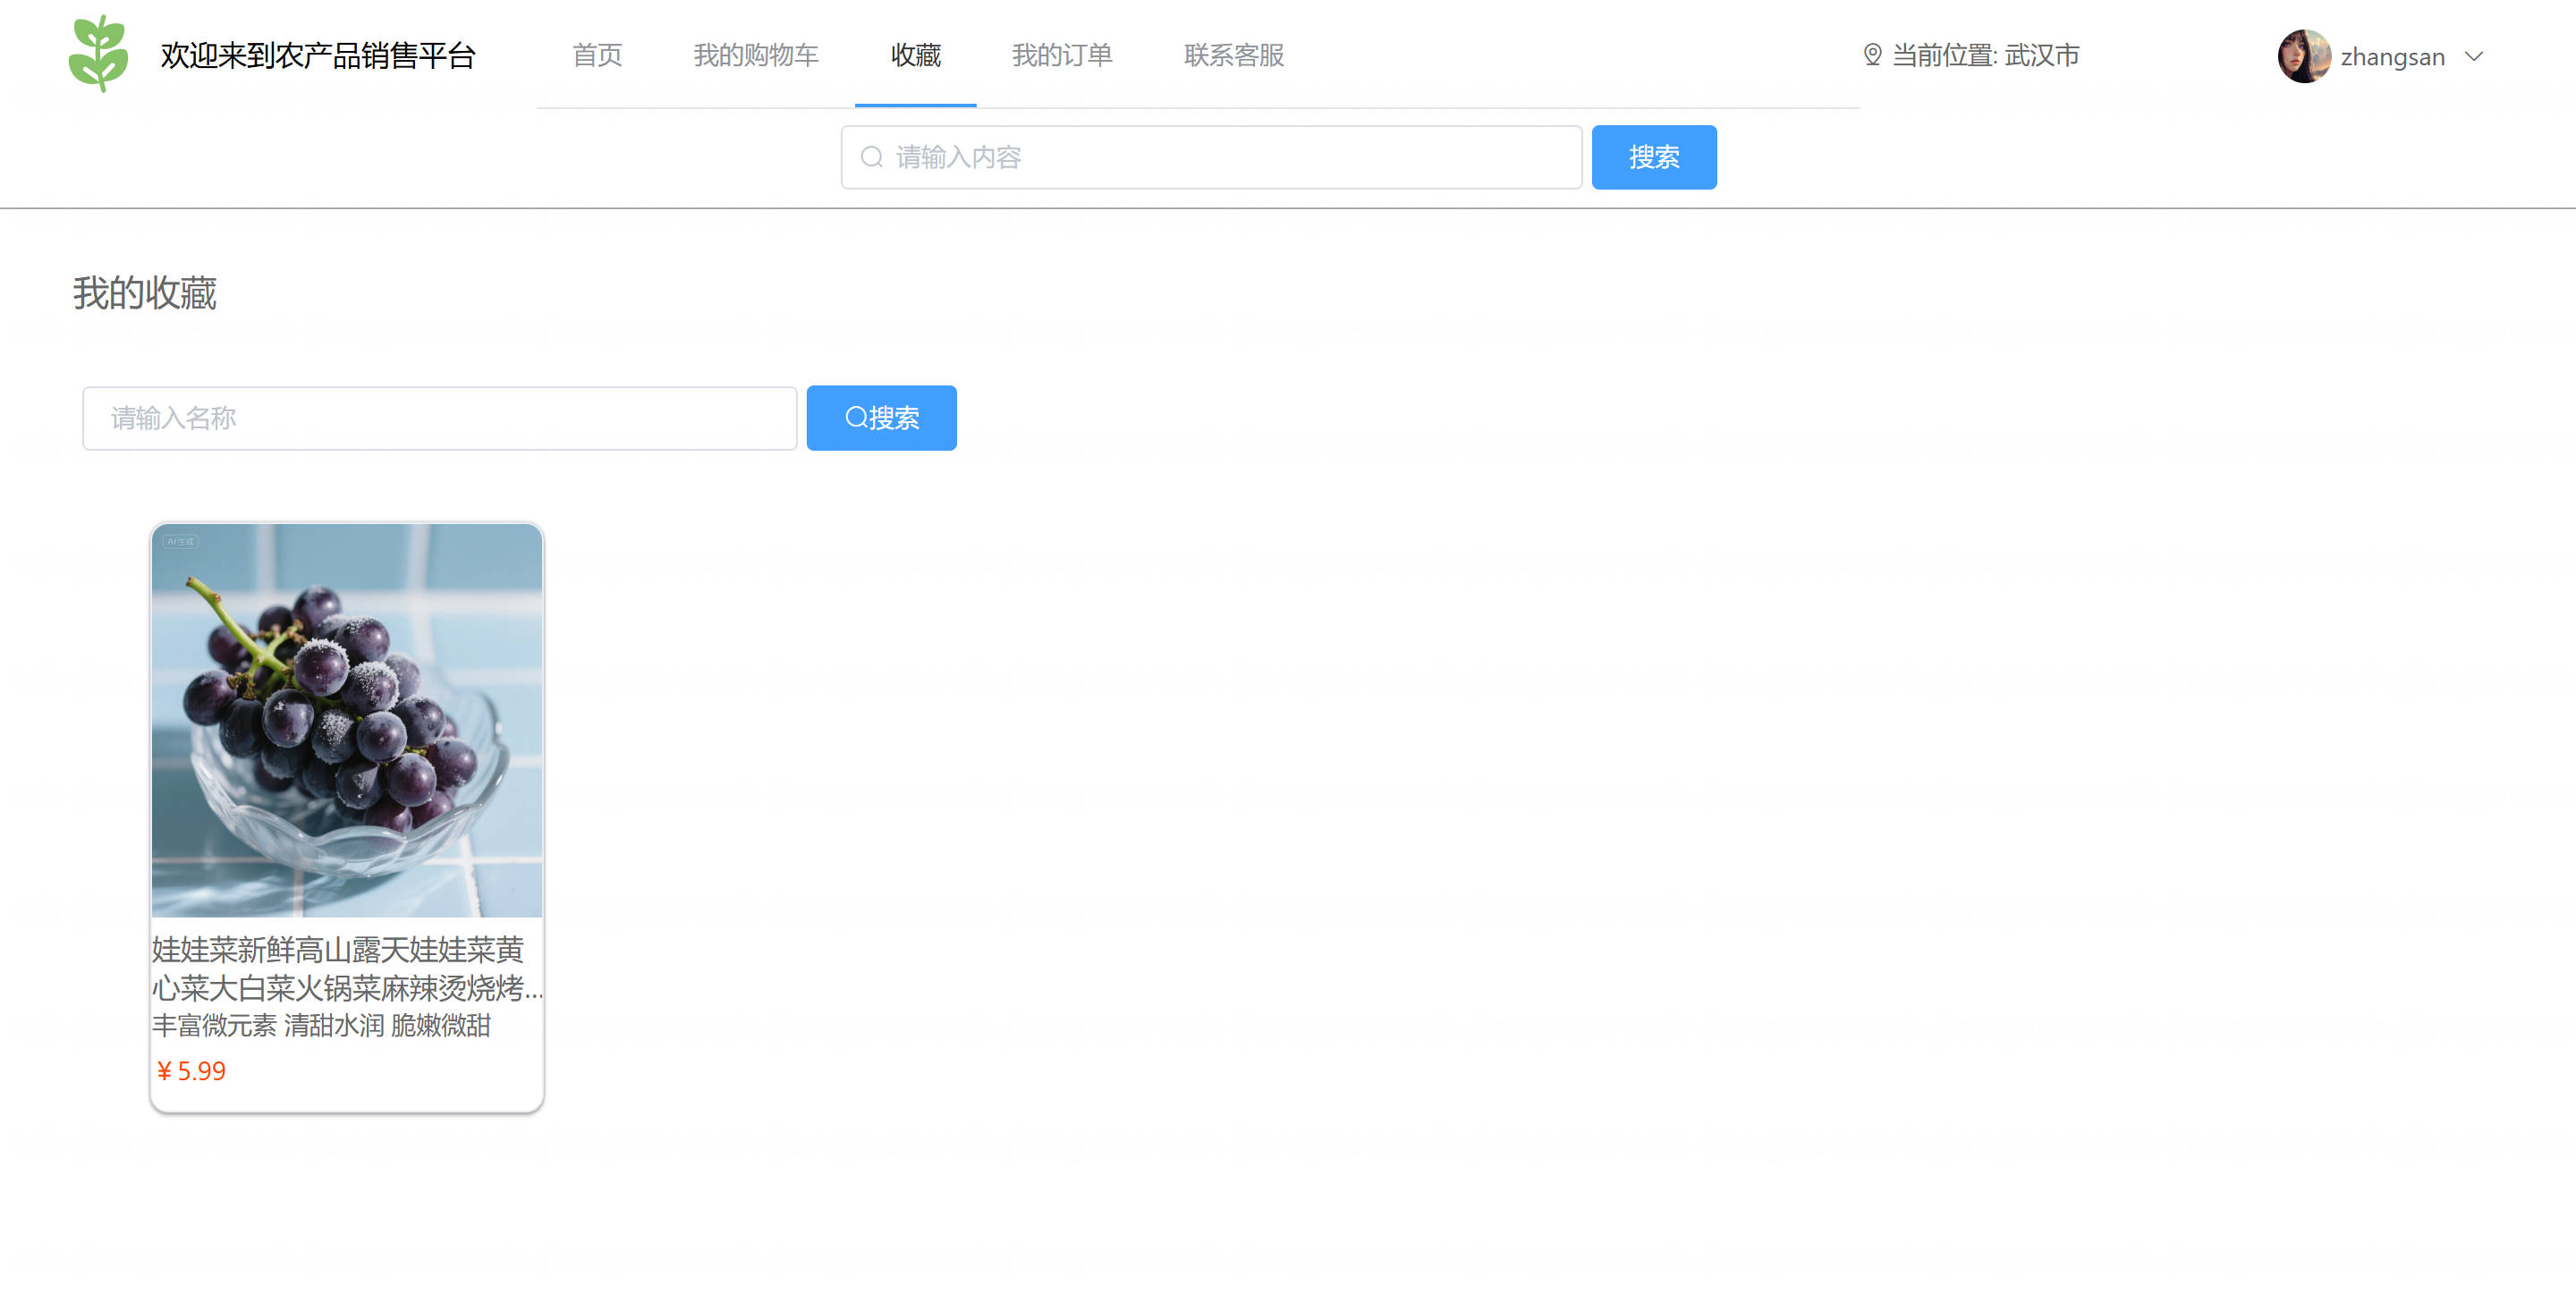 欢迎来到农产品销售平台
首页
我的购物车
收藏
我的订单
联系客服
当前位置: 武汉市
zhangsan
请输入内容
搜索
我的收藏
请输入名称
搜索
AI生成
娃娃菜新鲜高山露天娃娃菜黄
心菜大白菜火锅菜麻辣烫烧烤...
丰富微元素 清甜水润 脆嫩微甜
¥ 5.99